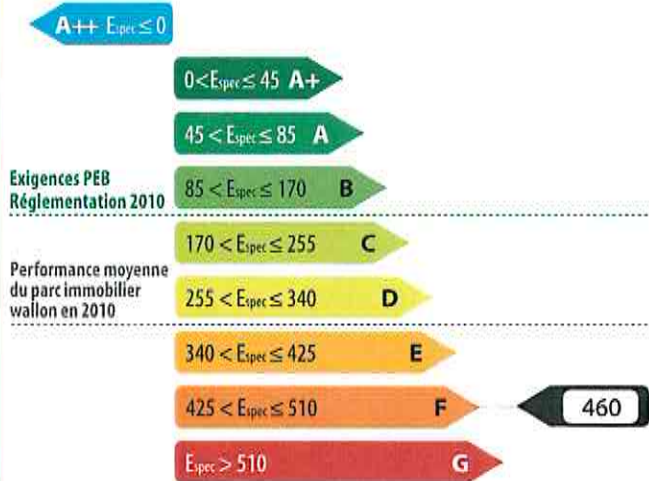 A++ Espec ≤ 0
0 < Espec ≤ 45 A+
45 < Espec ≤ 85 A
Exigences PEB
Réglementation 2010
85 < Espec ≤ 170 B
170 < Espec ≤ 255 C
Performance moyenne
du parc immobilier
wallon en 2010
255 < Espec ≤ 340 D
340 < Espec ≤ 425 E
425 < Espec ≤ 510 F 460
Espec > 510 G